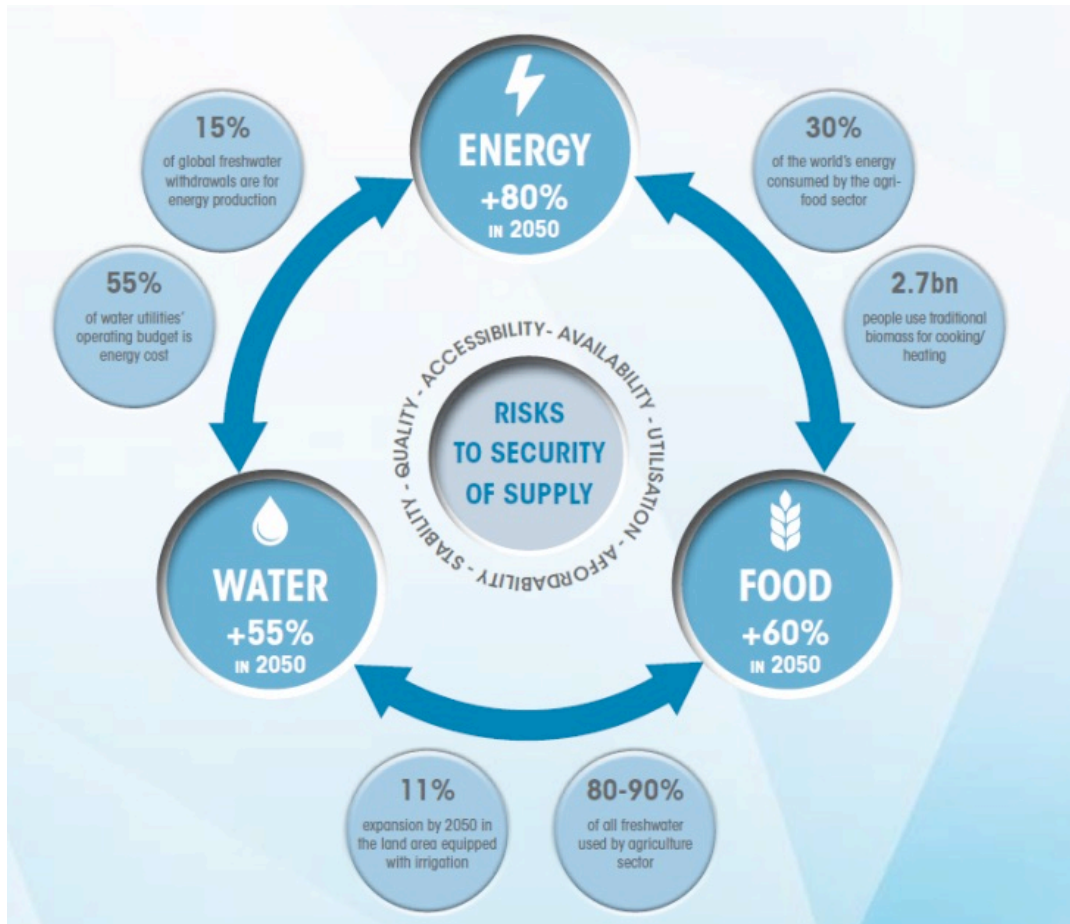 ENERGY
+80%
IN 2050
15%
of global freshwater
withdrawals are for
energy production
30%
of the world's energy
consumed by the agri-
food sector
55%
of water utilities'
operating budget is
energy cost
2.7bn
people use traditional
biomass for cooking/
heating
QUALITY - ACCESSIBILITY - AVAILABILITY - UTILISATION - AFFORDABILITY - STABILITY -
RISKS
TO SECURITY
OF SUPPLY
WATER
+55%
IN 2050
FOOD
+60%
IN 2050
11%
expansion by 2050 in
the land area equipped
with irrigation
80-90%
of all freshwater
used by agriculture
sector